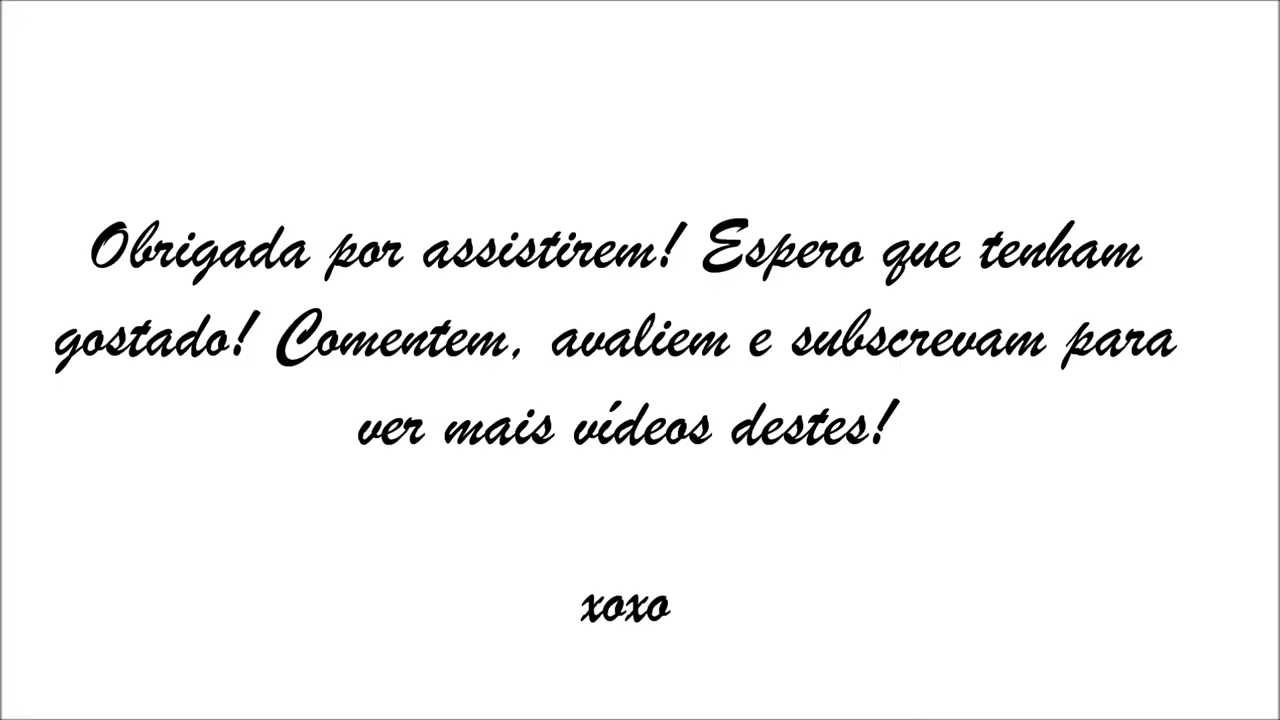 Obrigada por assistirem! Espero que tenham
gostado! Comentem, avaliem e subscrevam para
ver mais vídeos destes!
xoxo